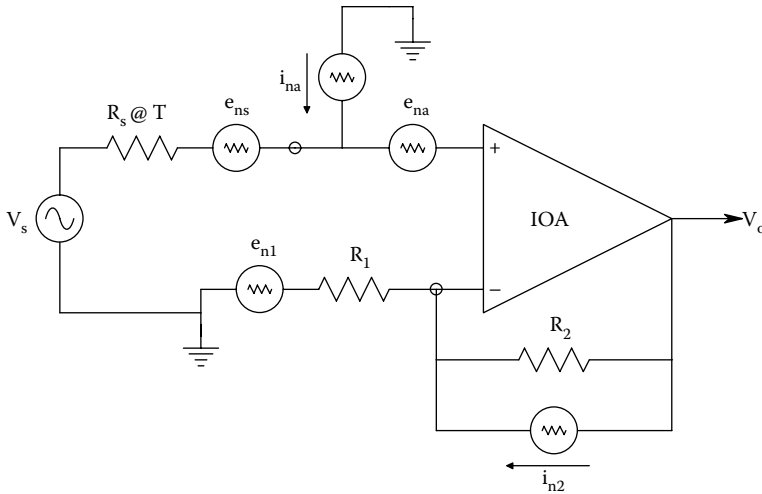 i_na
R_s @ T
e_ns
e_na
+
V_s
IOA
V_o
e_n1
R_1
−
R_2
i_n2